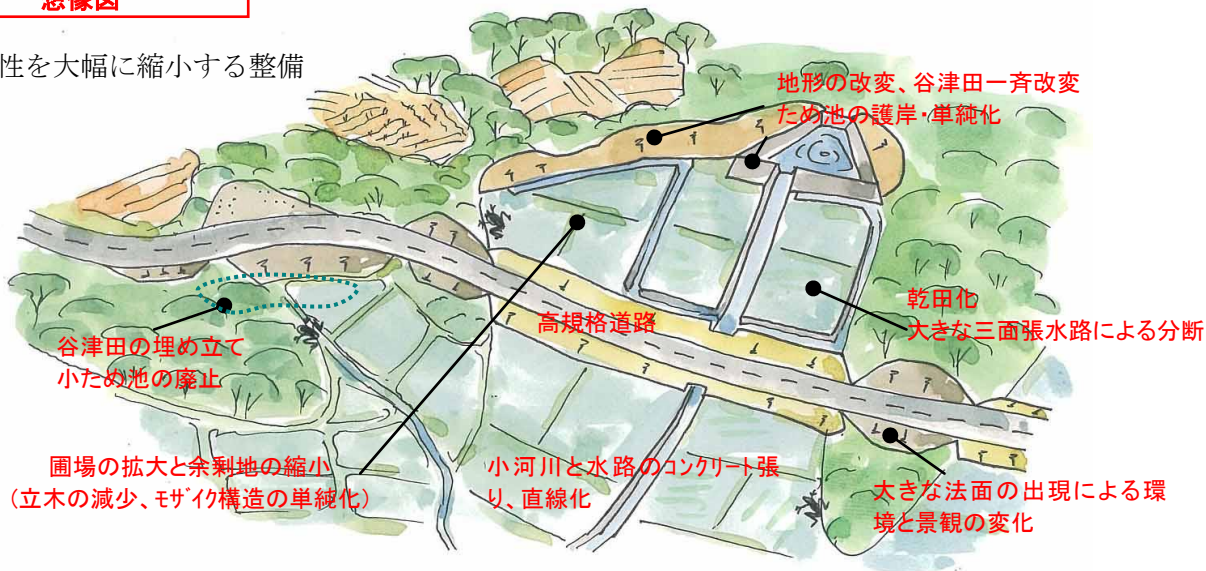 想像図
性を大幅に縮小する整備
地形の改変、谷津田一斉改変
ため池の護岸・単純化
乾田化
大きな三面張水路による分断
高規格道路
谷津田の埋め立て
小ため池の廃止
圃場の拡大と余剰地の縮小
(立木の減少、モザイク構造の単純化)
小河川と水路のコンクリート張
り、直線化
大きな法面の出現による環
境と景観の変化